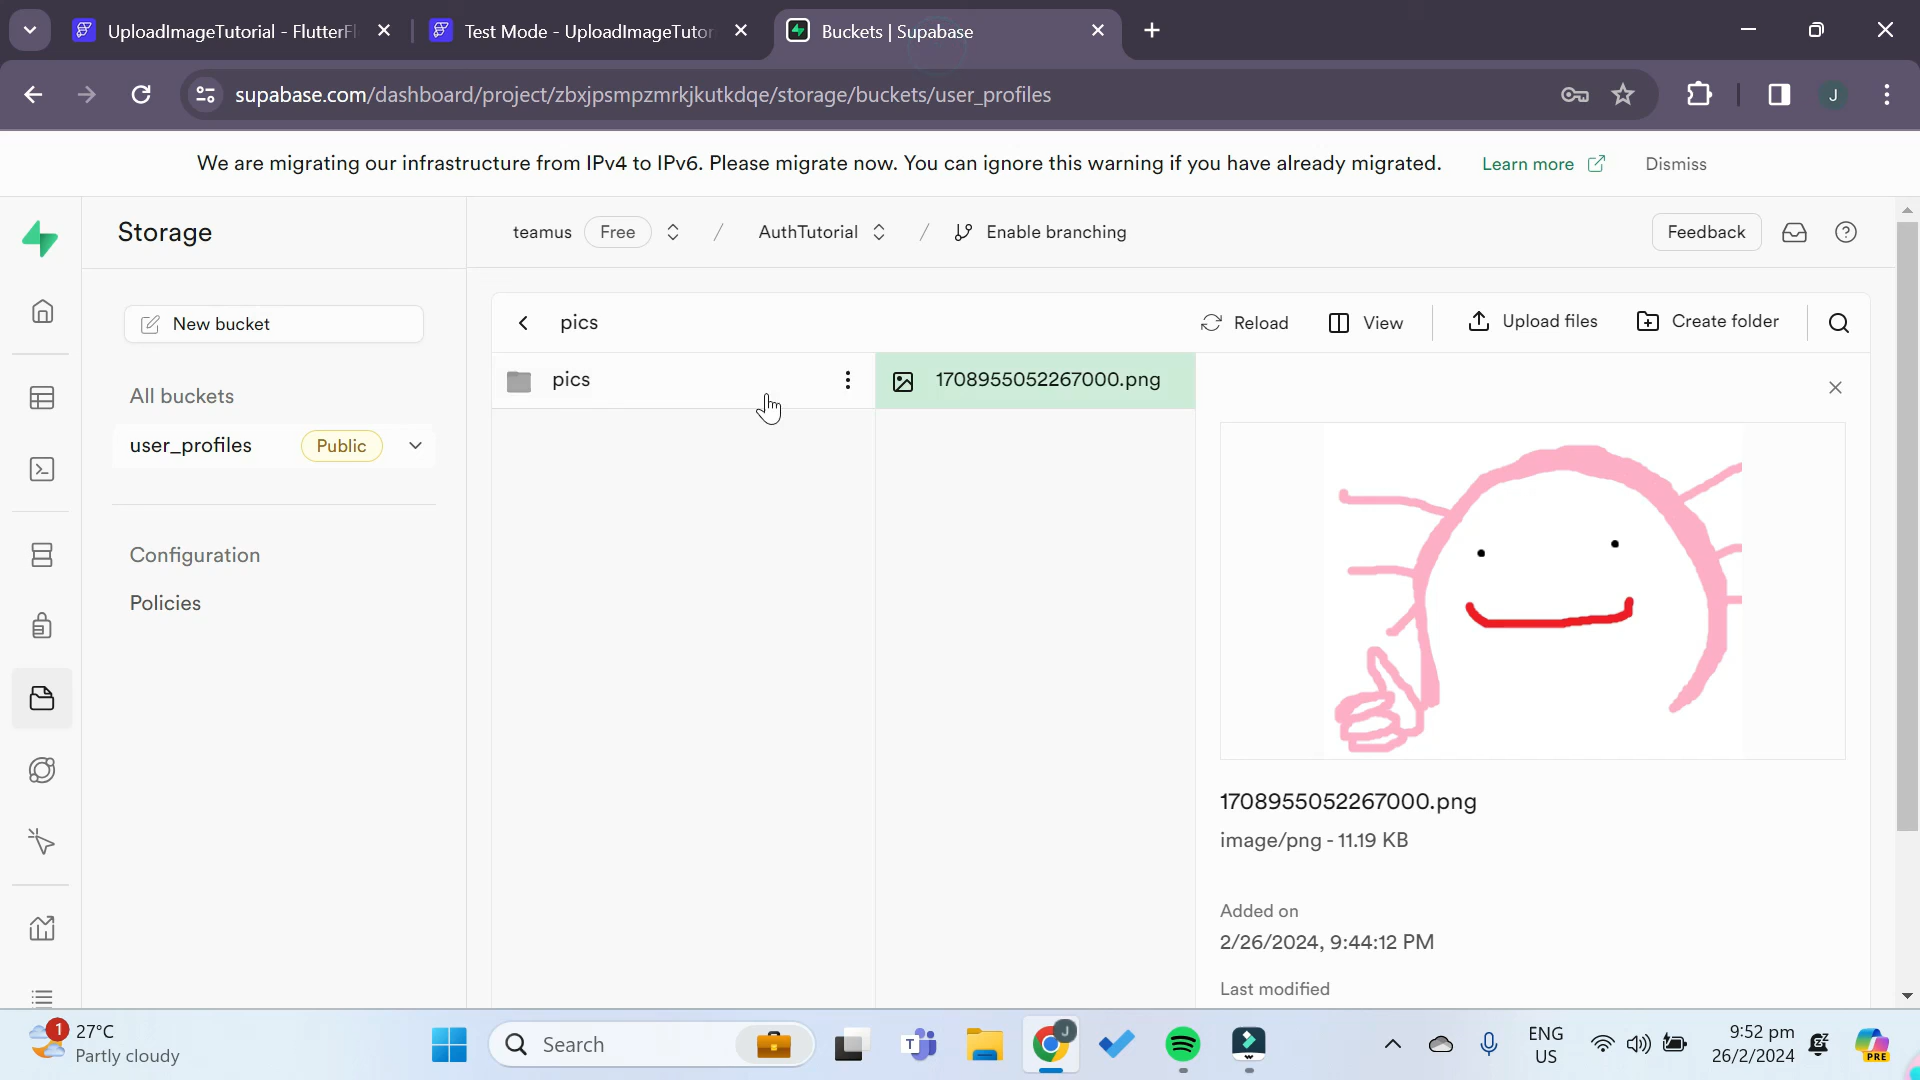 UploadImageTutorial - FlutterFl
Test Mode - UploadImageTutor
Buckets | Supabase
supabase.com/dashboard/project/zbxjpsmpzmrkjkutkdqe/storage/buckets/user_profiles
J
We are migrating our infrastructure from IPv4 to IPv6. Please migrate now. You can ignore this warning if you have already migrated.
Learn more
Dismiss
Storage
teamus Free / AuthTutorial / Enable branching
Feedback
New bucket
pics
Reload
View
Upload files
Create folder
pics
1708955052267000.png
All buckets
user_profiles
Public
Configuration
Policies
1708955052267000.png
image/png - 11.19 KB
Added on
2/26/2024, 9:44:12 PM
Last modified
1
27°C
Partly cloudy
Search
T
J
ENG
US
9:52 pm
26/2/2024
PRE